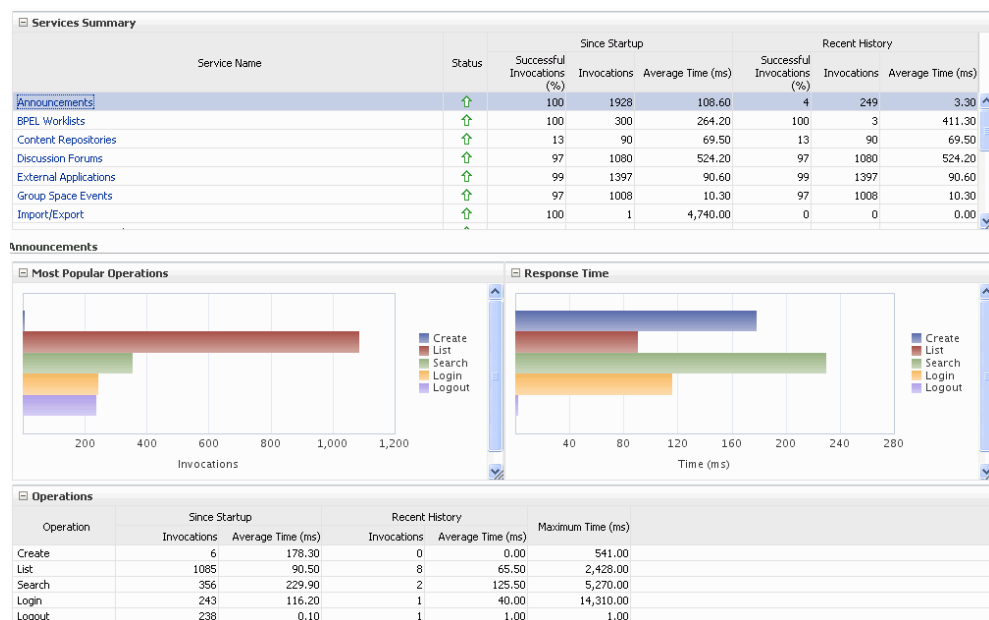 Services Summary
Service Name Status Since Startup Recent History
Successful Invocations (%) Invocations Average Time (ms) Successful Invocations (%) Invocations Average Time (ms)
Announcements 100 1928 108.60 4 249 3.30
BPEL Worklists 100 300 264.20 100 3 411.30
Content Repositories 13 90 69.50 13 90 69.50
Discussion Forums 97 1080 524.20 97 1080 524.20
External Applications 99 1397 90.60 99 1397 90.60
Group Space Events 97 1008 10.30 97 1008 10.30
Import/Export 100 1 4,740.00 0 0 0.00
Announcements
Most Popular Operations
Create
List
Search
Login
Logout
200 400 600 800 1,000 1,200
Invocations
Response Time
Create
List
Search
Login
Logout
40 80 120 160 200 240 280
Time (ms)
Operations
Operation Since Startup Recent History Maximum Time (ms)
Invocations Average Time (ms) Invocations Average Time (ms)
Create 6 178.30 0 0.00 541.00
List 1085 90.50 8 65.50 2,428.00
Search 356 229.90 2 125.50 5,270.00
Login 243 116.20 1 40.00 14,310.00
Logout 238 0.10 1 1.00 1.00